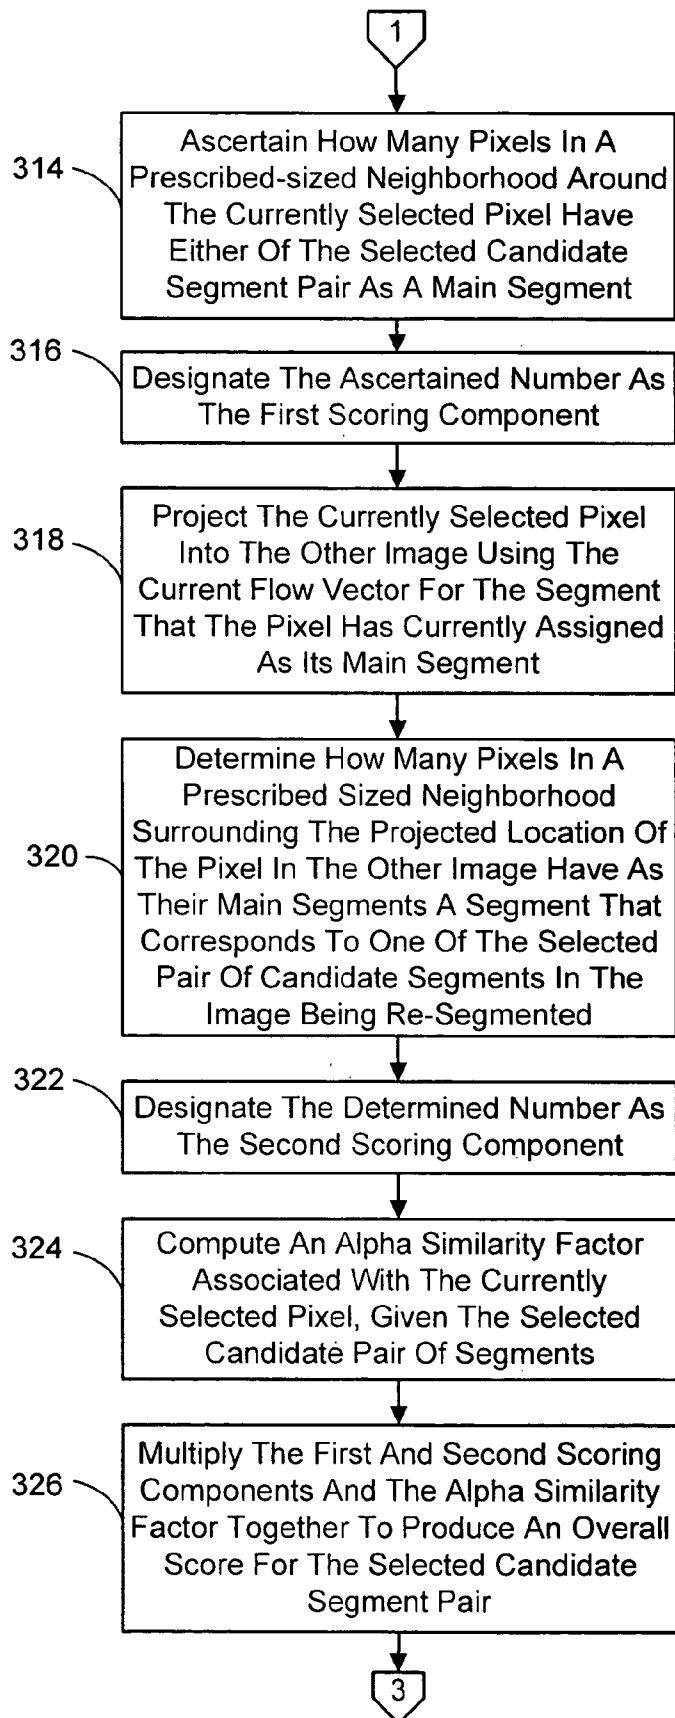 1
314
Ascertain How Many Pixels In A
Prescribed-sized Neighborhood Around
The Currently Selected Pixel Have
Either Of The Selected Candidate
Segment Pair As A Main Segment
316
Designate The Ascertained Number As
The First Scoring Component
318
Project The Currently Selected Pixel
Into The Other Image Using The
Current Flow Vector For The Segment
That The Pixel Has Currently Assigned
As Its Main Segment
320
Determine How Many Pixels In A
Prescribed Sized Neighborhood
Surrounding The Projected Location Of
The Pixel In The Other Image Have As
Their Main Segments A Segment That
Corresponds To One Of The Selected
Pair Of Candidate Segments In The
Image Being Re-Segmented
322
Designate The Determined Number As
The Second Scoring Component
324
Compute An Alpha Similarity Factor
Associated With The Currently
Selected Pixel, Given The Selected
Candidate Pair Of Segments
326
Multiply The First And Second Scoring
Components And The Alpha Similarity
Factor Together To Produce An Overall
Score For The Selected Candidate
Segment Pair
3